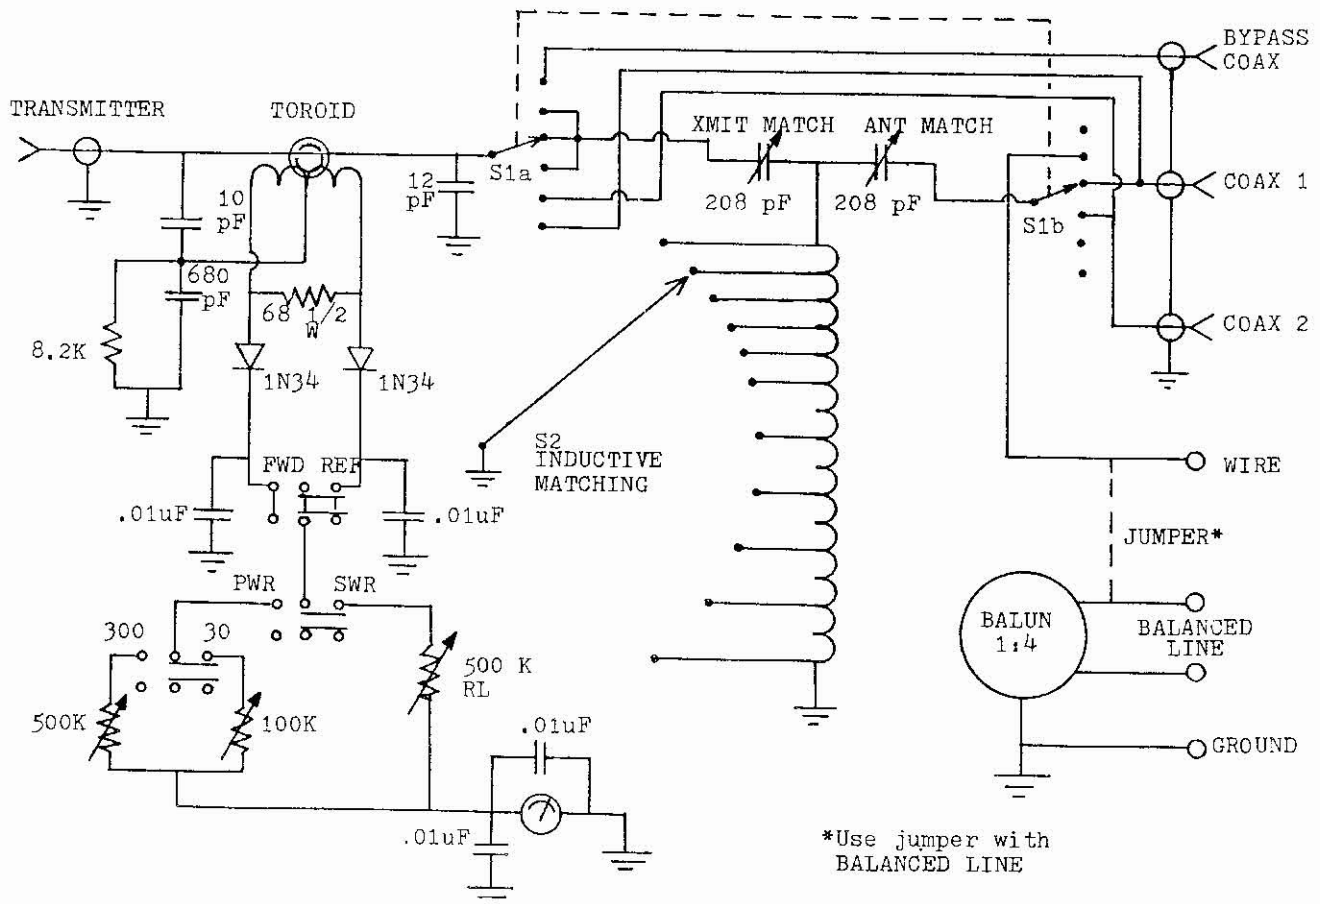 BYPASS
COAX
TRANSMITTER
TOROID
XMIT MATCH
ANT MATCH
S1a
12
pF
10
pF
208 pF
208 pF
COAX 1
S1b
680
pF
68 1/2
W
8.2K
1N34
1N34
COAX 2
S2
INDUCTIVE
MATCHING
FWD
REF
WIRE
.01uF
.01uF
JUMPER*
PWR
SWR
300
30
BALUN
1:4
BALANCED
LINE
500 K
RL
500K
100K
.01uF
GROUND
.01uF
*Use jumper with
BALANCED LINE